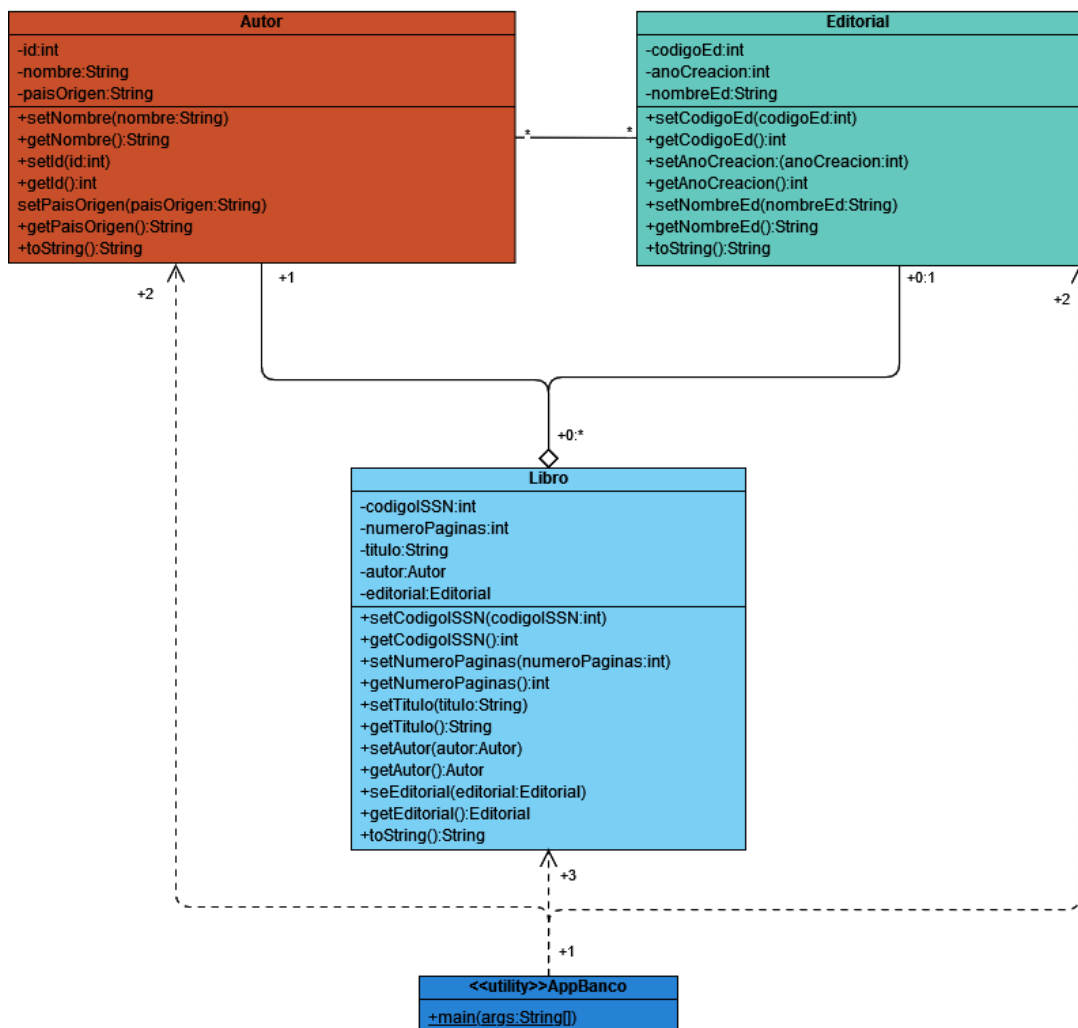 Autor
-id:int
-nombre:String
-paisOrigen:String
+setNombre(nombre:String)
+getNombre():String
+setId(id:int)
+getId():int
setPaisOrigen(paisOrigen:String)
+getPaisOrigen():String
+toString():String
Editorial
-codigoEd:int
-anoCreacion:int
-nombreEd:String
+setCodigoEd(codigoEd:int)
+getCodigoEd():int
+setAnoCreacion:(anoCreacion:int)
+getAnoCreacion():int
+setNombreEd(nombreEd:String)
+getNombreEd():String
+toString():String
*
*
+2
+1
+0:1
+2
+0:*
Libro
-codigoISSN:int
-numeroPaginas:int
-titulo:String
-autor:Autor
-editorial:Editorial
+setCodigoISSN(codigoISSN:int)
+getCodigoISSN():int
+setNumeroPaginas(numeroPaginas:int)
+getNumeroPaginas():int
+setTitulo(titulo:String)
+getTitulo():String
+setAutor(autor:Autor)
+getAutor():Autor
+seEditorial(editorial:Editorial)
+getEditorial():Editorial
+toString():String
+3
+1
<<utility>>AppBanco
+main(args:String[])